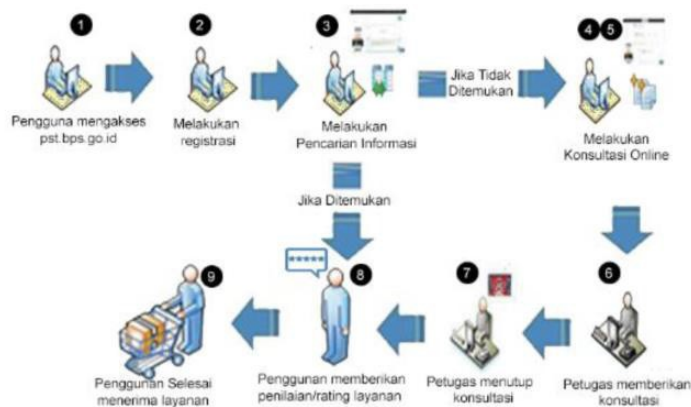 1
Pengguna mengakses
pst.bps.go.id
2
Melakukan
registrasi
3
Melakukan
Pencarian Informasi
Jika Tidak
Ditemukan
4 5
Melakukan
Konsultasi Online
Jika Ditemukan
9
Penggunan Selesai
menerima layanan
*****
8
Penggunan memberikan
penilaian/rating layanan
7
Petugas menutup
konsultasi
6
Petugas memberikan
konsultasi